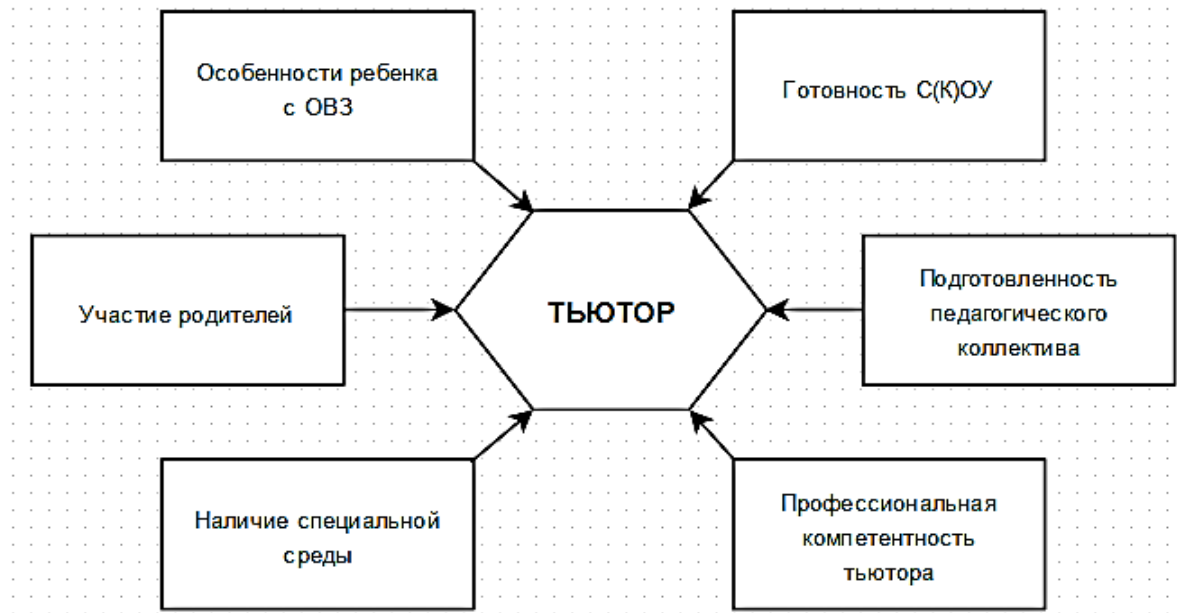 Особенности ребенка
с ОВЗ
Готовность С(К)ОУ
Участие родителей
ТЬЮТОР
Подготовленность
педагогического
коллектива
Наличие специальной
среды
Профессиональная
компетентность
тьютора